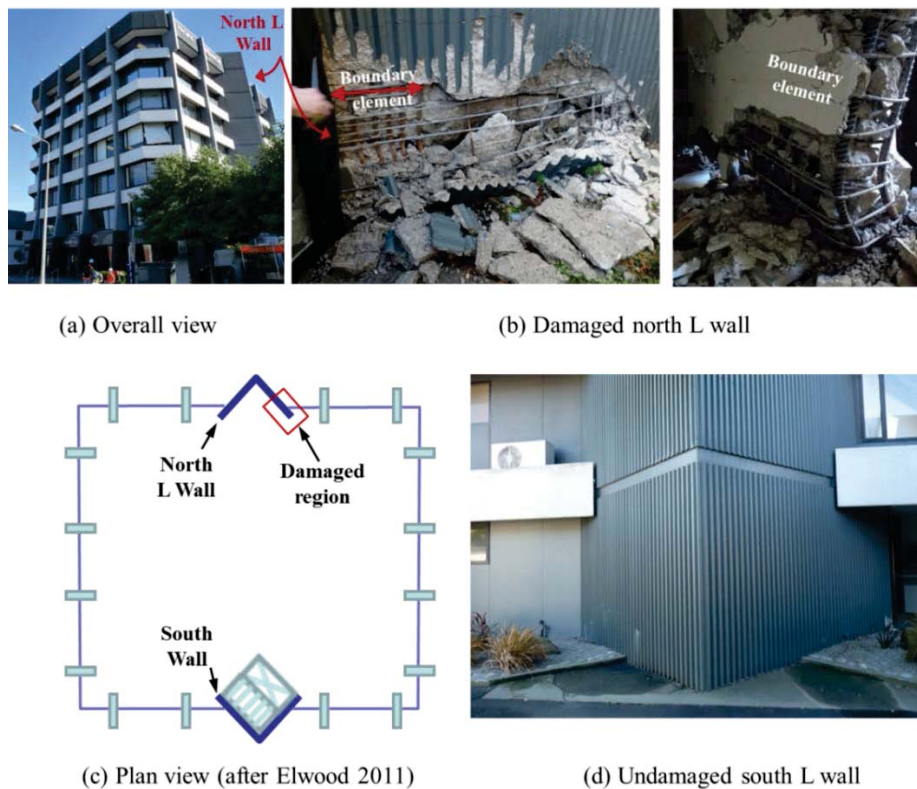 North L
Wall
Boundary
element
Boundary
element
(a) Overall view
(b) Damaged north L wall
North
L Wall
Damaged
region
South
Wall
(c) Plan view (after Elwood 2011)
(d) Undamaged south L wall